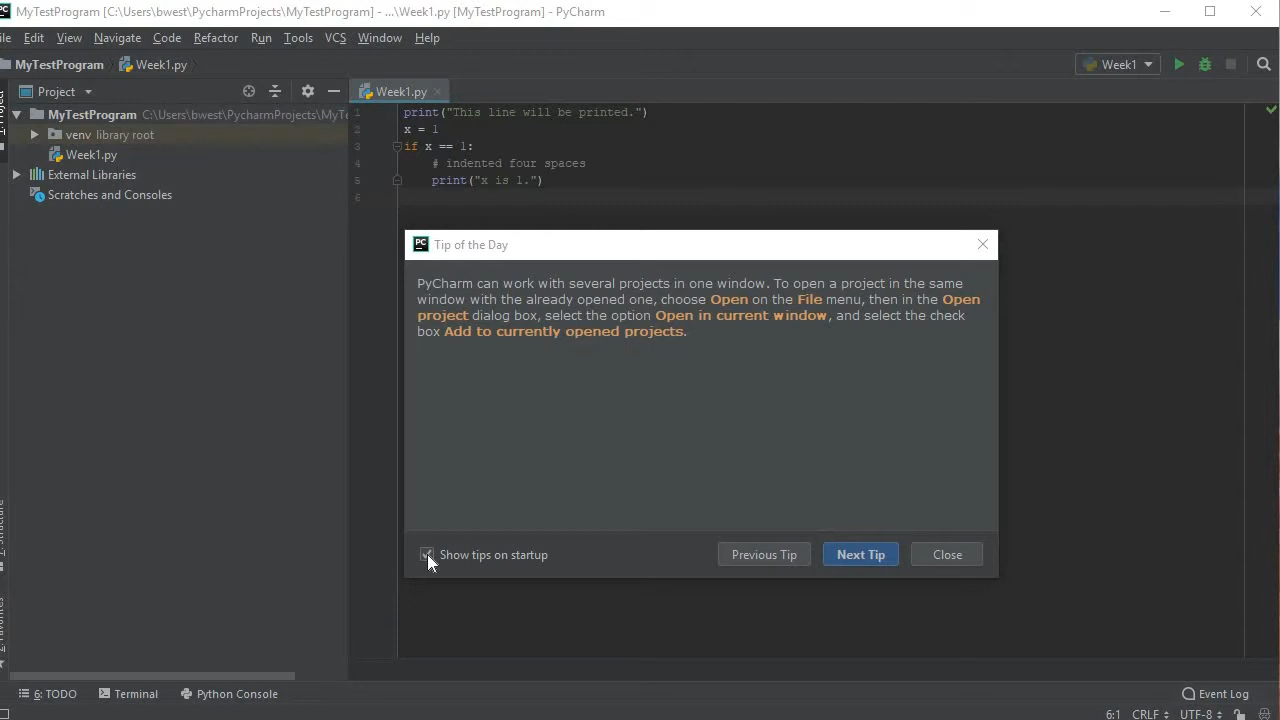 MyTestProgram [C:\Users\bwest\PycharmProjects\MyTestProgram] - ...\Week1.py [MyTestProgram] - PyCharm
Edit View Navigate Code Refactor Run Tools VCS Window Help
MyTestProgram Week1.py
Week1
Project
Week1.py
MyTestProgram C:\Users\bwest\PycharmProjects\MyTe
venv library root
Week1.py
External Libraries
Scratches and Consoles
1 print("This line will be printed.")
2 x = 1
3 if x == 1:
4 # indented four spaces
5 print("x is 1.")
6
PC Tip of the Day
PyCharm can work with several projects in one window. To open a project in the same
window with the already opened one, choose Open on the File menu, then in the Open
project dialog box, select the option Open in current window, and select the check
box Add to currently opened projects.
Show tips on startup
Previous Tip Next Tip Close
6: TODO Terminal Python Console
Event Log
6:1 CRLF UTF-8